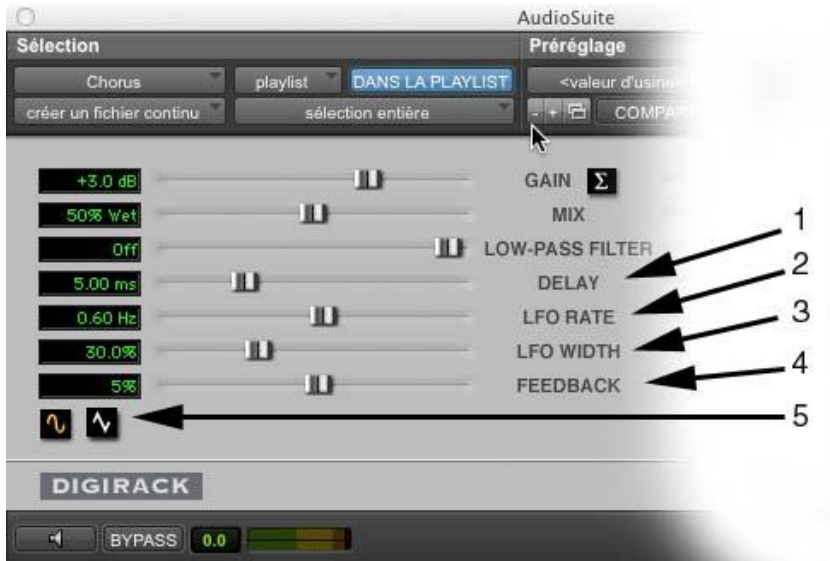 AudioSuite
Sélection Préréglage
Chorus playlist DANS LA PLAYLIST <valeur d'usine
créer un fichier continu sélection entière - +
+3.0 dB GAIN Σ
50% Wet MIX
Off LOW-PASS FILTER
5.00 ms DELAY 1
0.60 Hz LFO RATE 2
30.0% LFO WIDTH 3
5% FEEDBACK 4
5
DIGIRACK
BYPASS 0.0